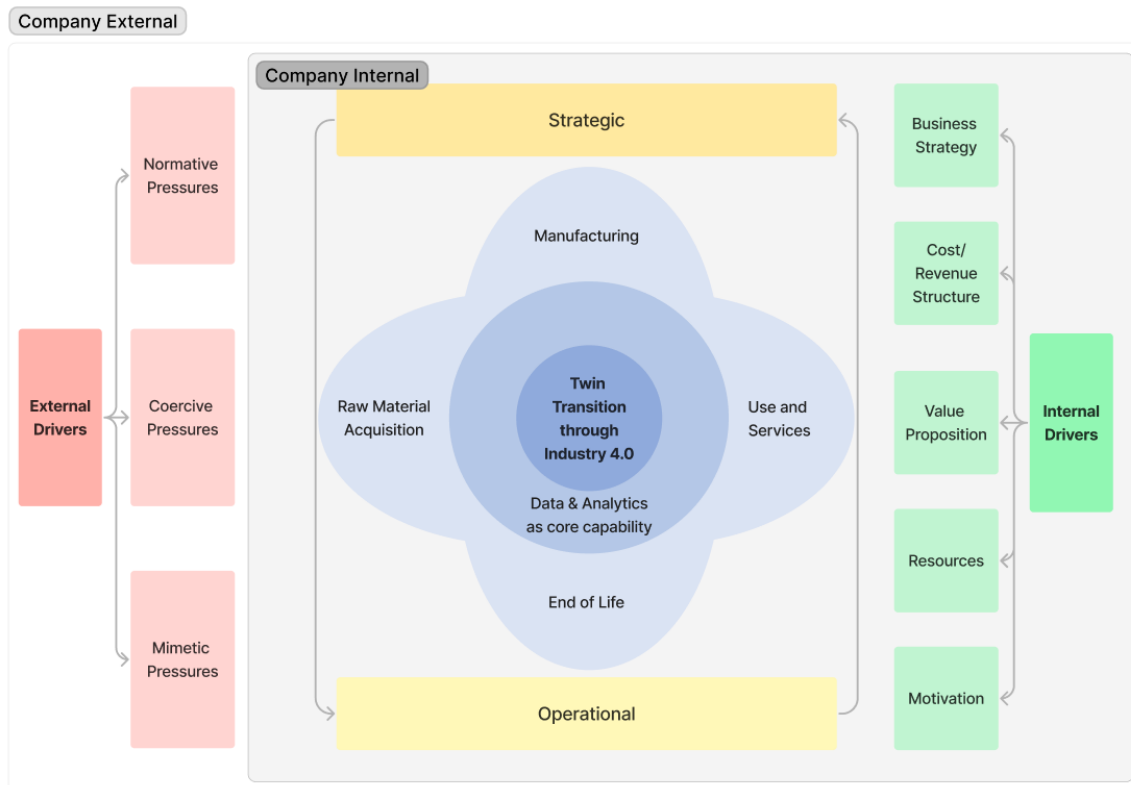 Company External
Company Internal
Normative
Pressures
External
Drivers
Coercive
Pressures
Mimetic
Pressures
Strategic
Manufacturing
Raw Material
Acquisition
Twin
Transition
through
Industry 4.0
Use and
Services
Data & Analytics
as core capability
End of Life
Operational
Business
Strategy
Cost/
Revenue
Structure
Value
Proposition
Resources
Motivation
Internal
Drivers